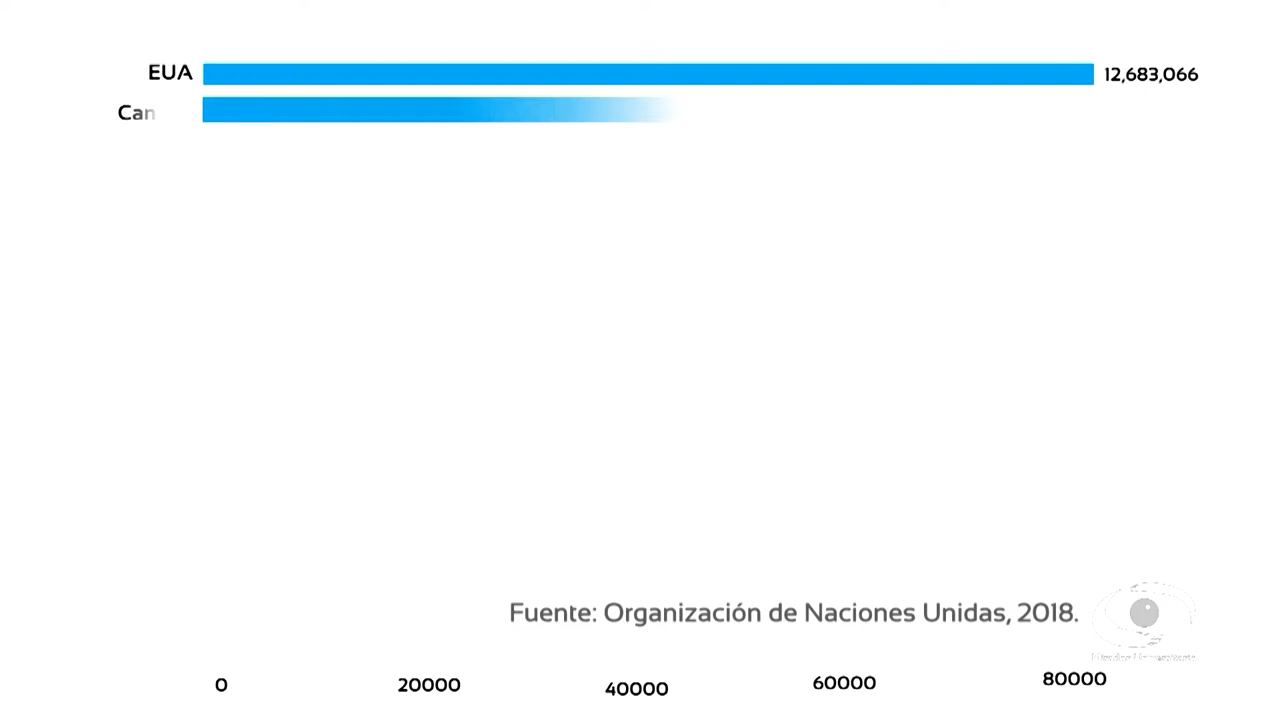 EUA 12,683,066
Can
Fuente: Organización de Naciones Unidas, 2018.
0 20000 40000 60000 80000